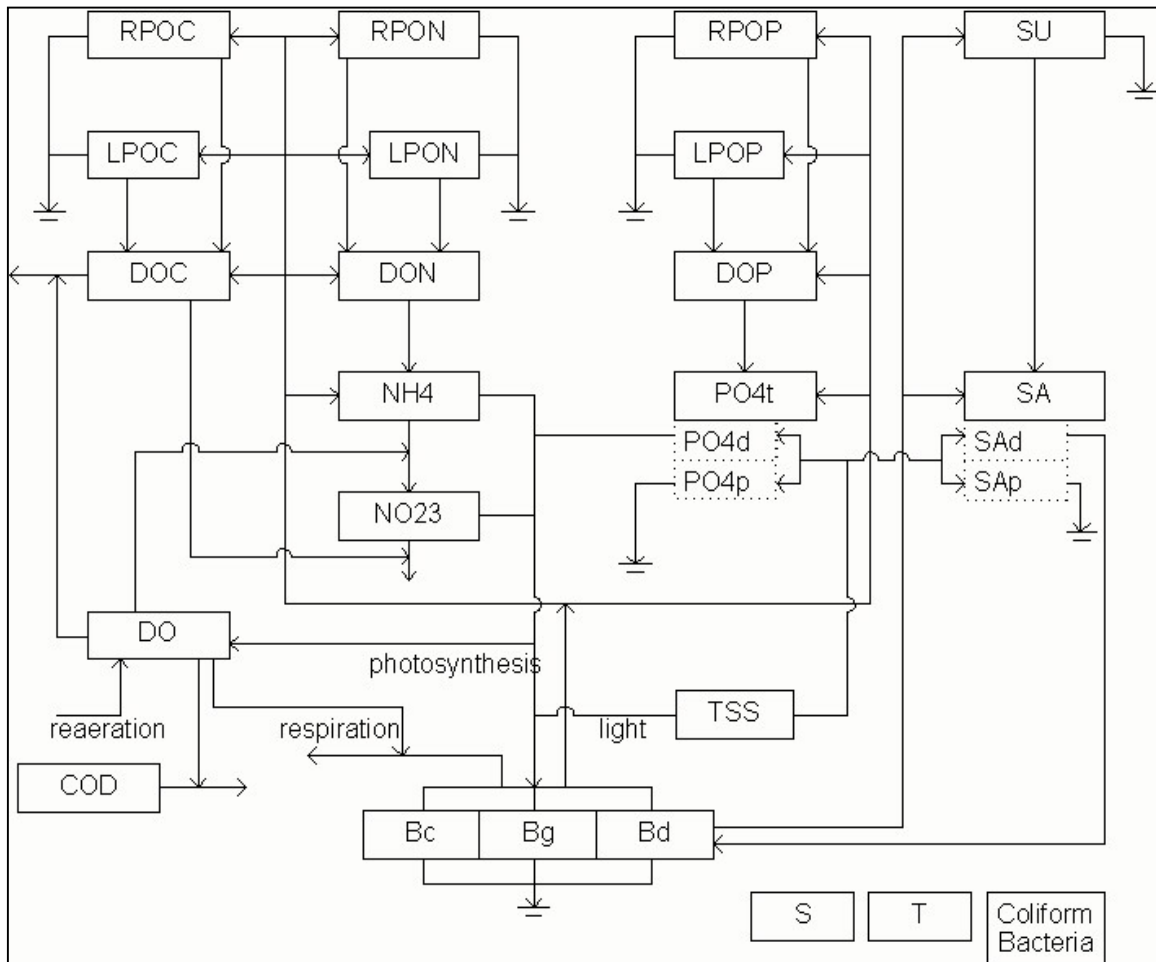 RPOC
RPON
RPOP
SU
LPOC
LPON
LPOP
DOC
DON
DOP
NH4
PO4t
SA
PO4d
SAd
PO4p
SAp
NO23
DO
photosynthesis
reaeration
respiration
light
TSS
COD
Bc
Bg
Bd
S
T
Coliform
Bacteria